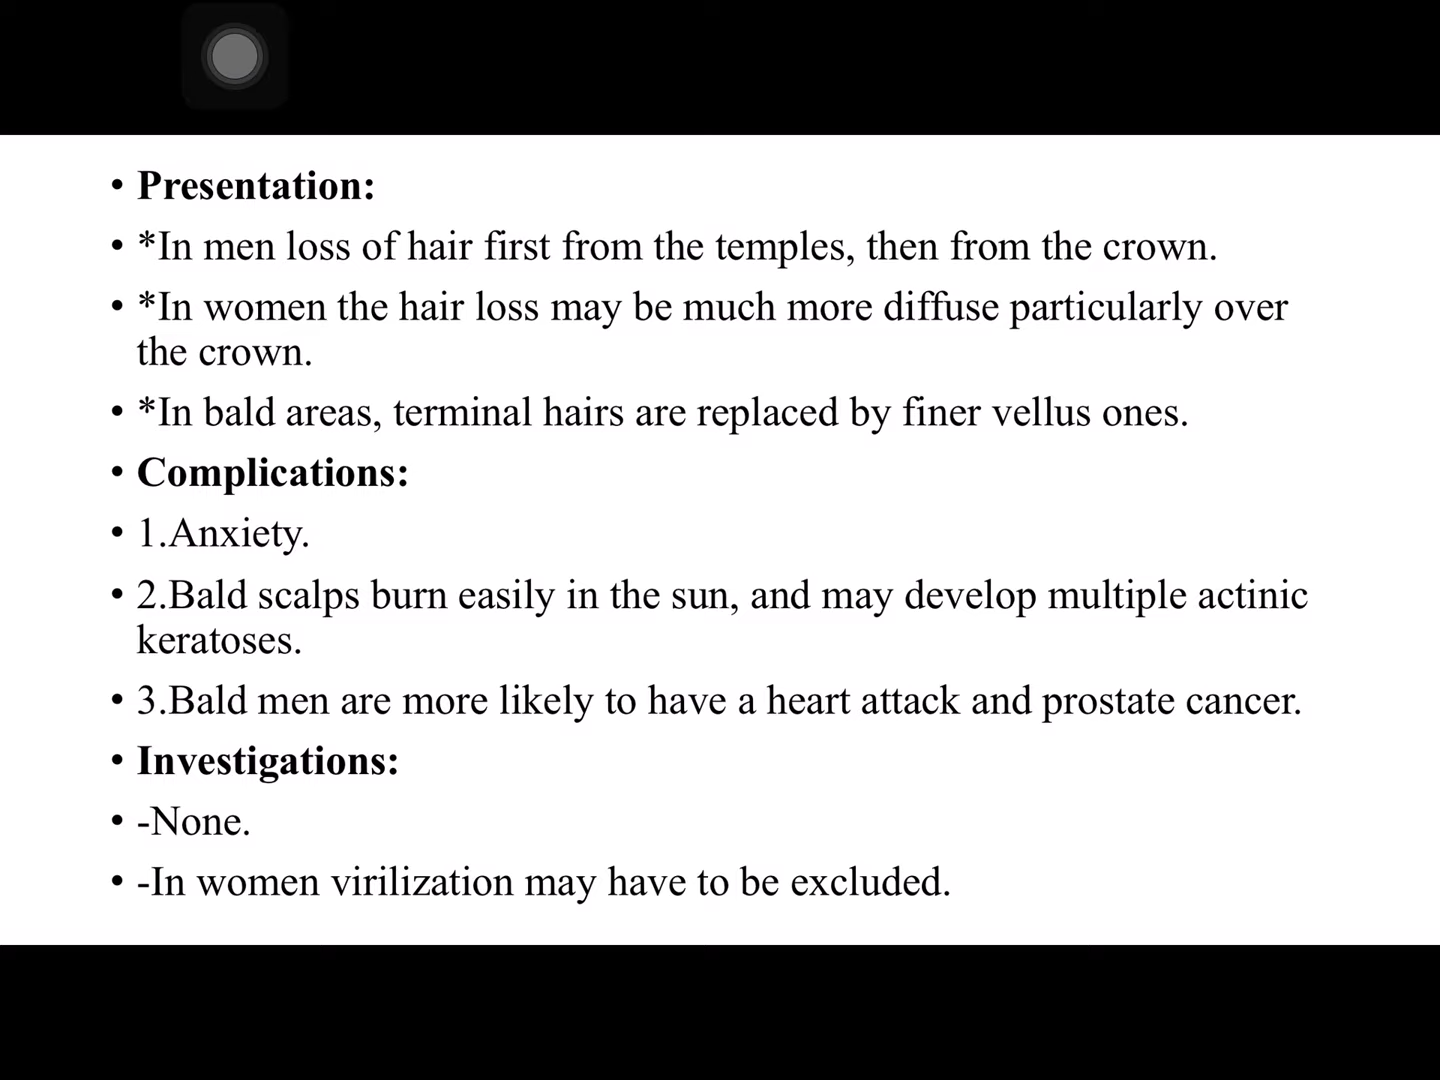 • Presentation:
• *In men loss of hair first from the temples, then from the crown.
• *In women the hair loss may be much more diffuse particularly over
the crown.
• *In bald areas, terminal hairs are replaced by finer vellus ones.
• Complications:
• 1.Anxiety.
• 2.Bald scalps burn easily in the sun, and may develop multiple actinic
keratoses.
• 3.Bald men are more likely to have a heart attack and prostate cancer.
• Investigations:
• -None.
• -In women virilization may have to be excluded.